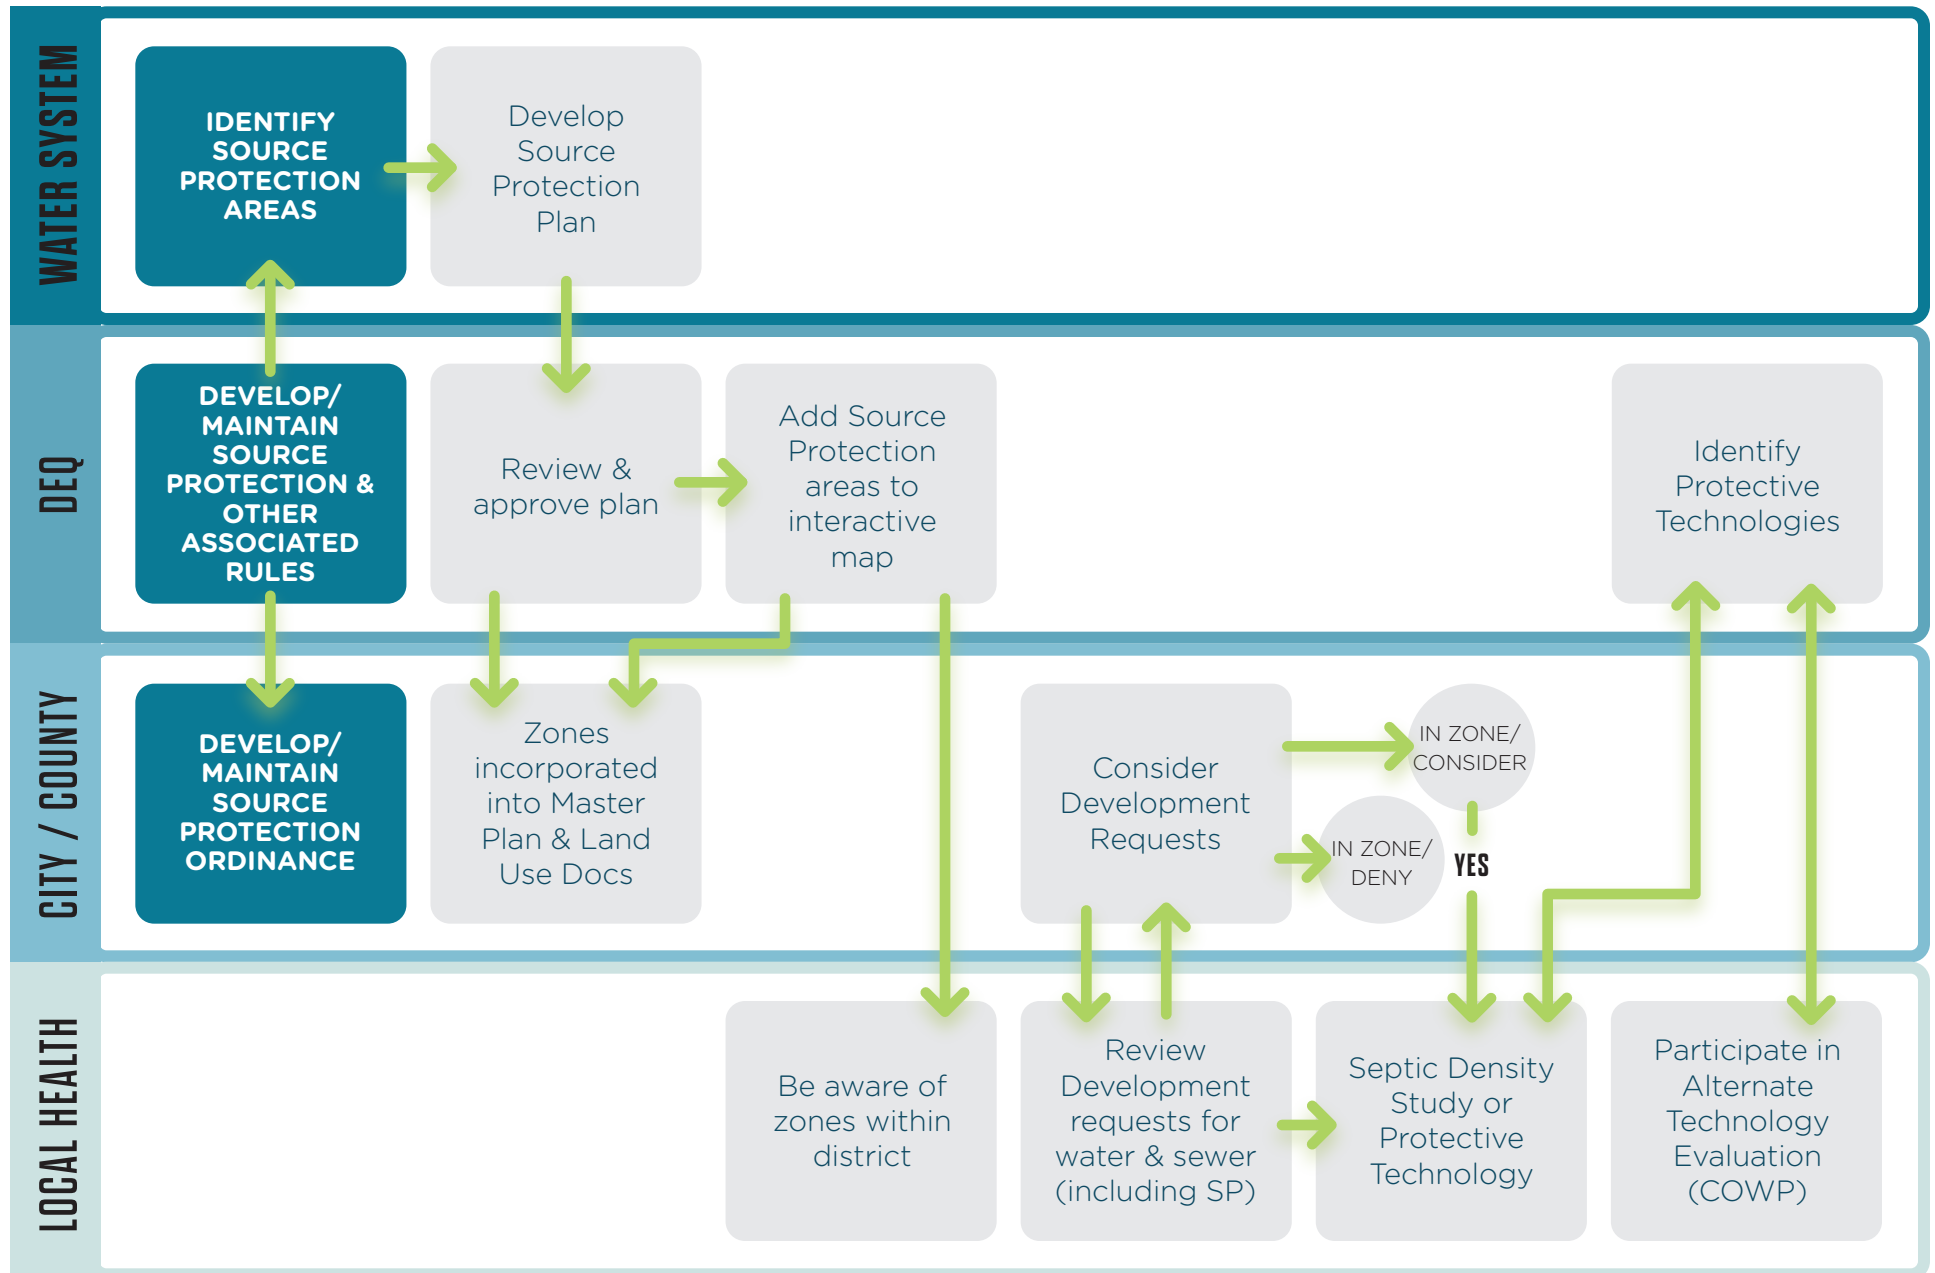 WATER SYSTEM
IDENTIFY
SOURCE
PROTECTION
AREAS
Develop
Source
Protection
Plan
DEQ
DEVELOP/
MAINTAIN
SOURCE
PROTECTION &
OTHER
ASSOCIATED
RULES
Review &
approve plan
Add Source
Protection
areas to
interactive
map
Identify
Protective
Technologies
CITY / COUNTY
DEVELOP/
MAINTAIN
SOURCE
PROTECTION
ORDINANCE
Zones
incorporated
into Master
Plan & Land
Use Docs
Consider
Development
Requests
IN ZONE/
CONSIDER
IN ZONE/
DENY
YES
LOCAL HEALTH
Be aware of
zones within
district
Review
Development
requests for
water & sewer
(including SP)
Septic Density
Study or
Protective
Technology
Participate in
Alternate
Technology
Evaluation
(COWP)